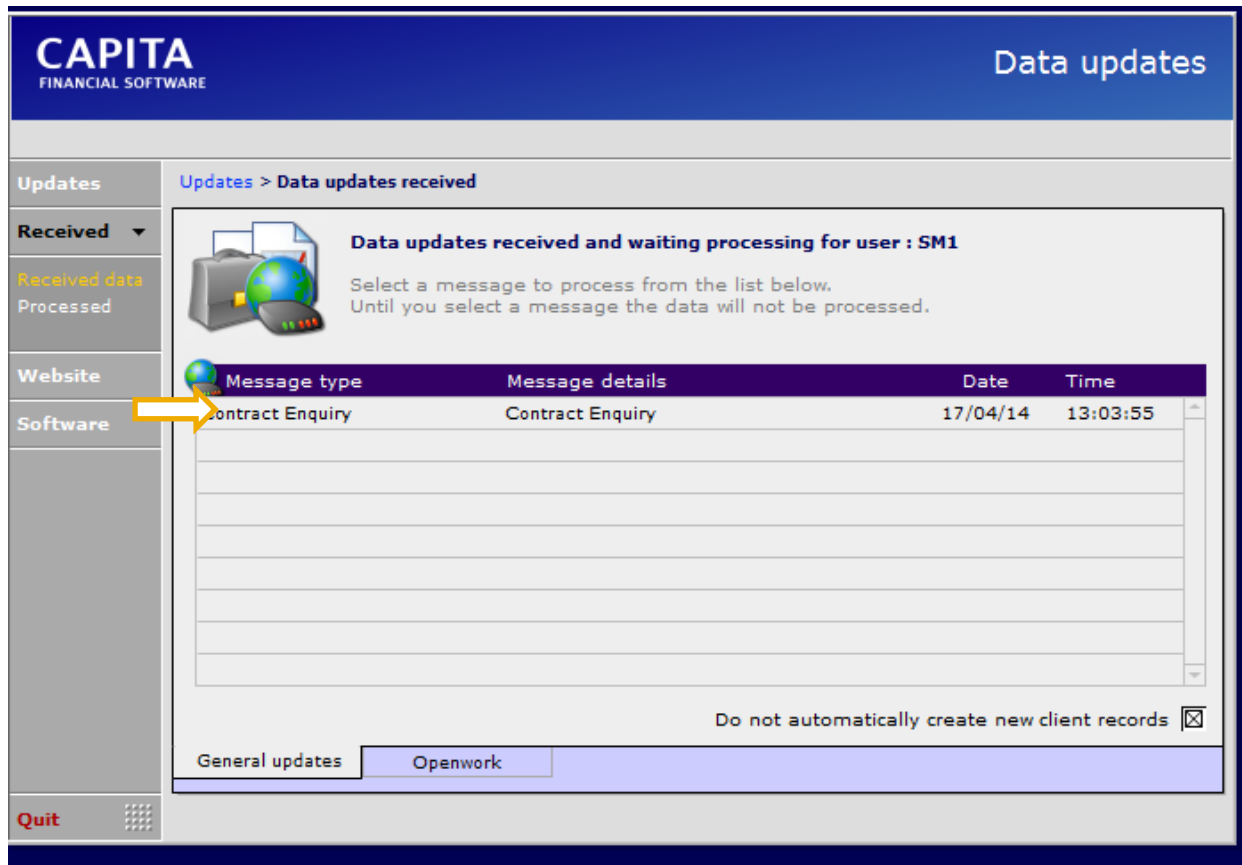 CAPITA
FINANCIAL SOFTWARE
Data updates
Updates
Updates > Data updates received
Received
Data updates received and waiting processing for user : SM1
Received data
Select a message to process from the list below.
Processed
Until you select a message the data will not be processed.
Website
Message type Message details Date Time
Contract Enquiry Contract Enquiry 17/04/14 13:03:55
Software
Do not automatically create new client records
General updates Openwork
Quit